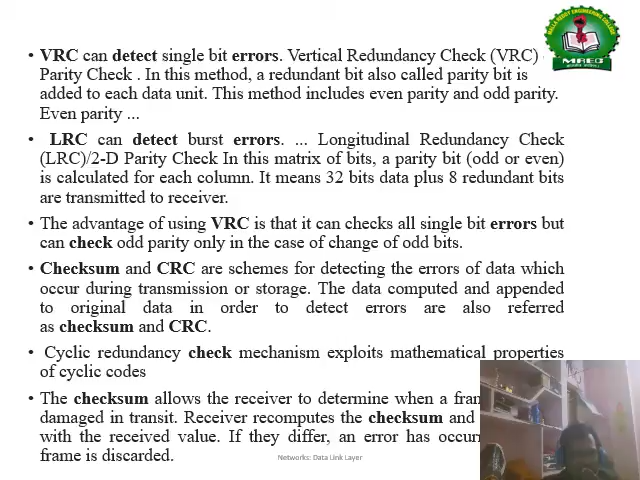 • VRC can detect single bit errors. Vertical Redundancy Check (VRC)
Parity Check . In this method, a redundant bit also called parity bit is
added to each data unit. This method includes even parity and odd parity.
Even parity ...
• LRC can detect burst errors. ... Longitudinal Redundancy Check
(LRC)/2-D Parity Check In this matrix of bits, a parity bit (odd or even)
is calculated for each column. It means 32 bits data plus 8 redundant bits
are transmitted to receiver.
• The advantage of using VRC is that it can checks all single bit errors but
can check odd parity only in the case of change of odd bits.
• Checksum and CRC are schemes for detecting the errors of data which
occur during transmission or storage. The data computed and appended
to original data in order to detect errors are also referred
as checksum and CRC.
• Cyclic redundancy check mechanism exploits mathematical properties
of cyclic codes
• The checksum allows the receiver to determine when a fran
damaged in transit. Receiver recomputes the checksum and
with the received value. If they differ, an error has occurr
frame is discarded.
Networks: Data Link Layer
MALLA REDDY ENGINEERING COLLEGE
MREC